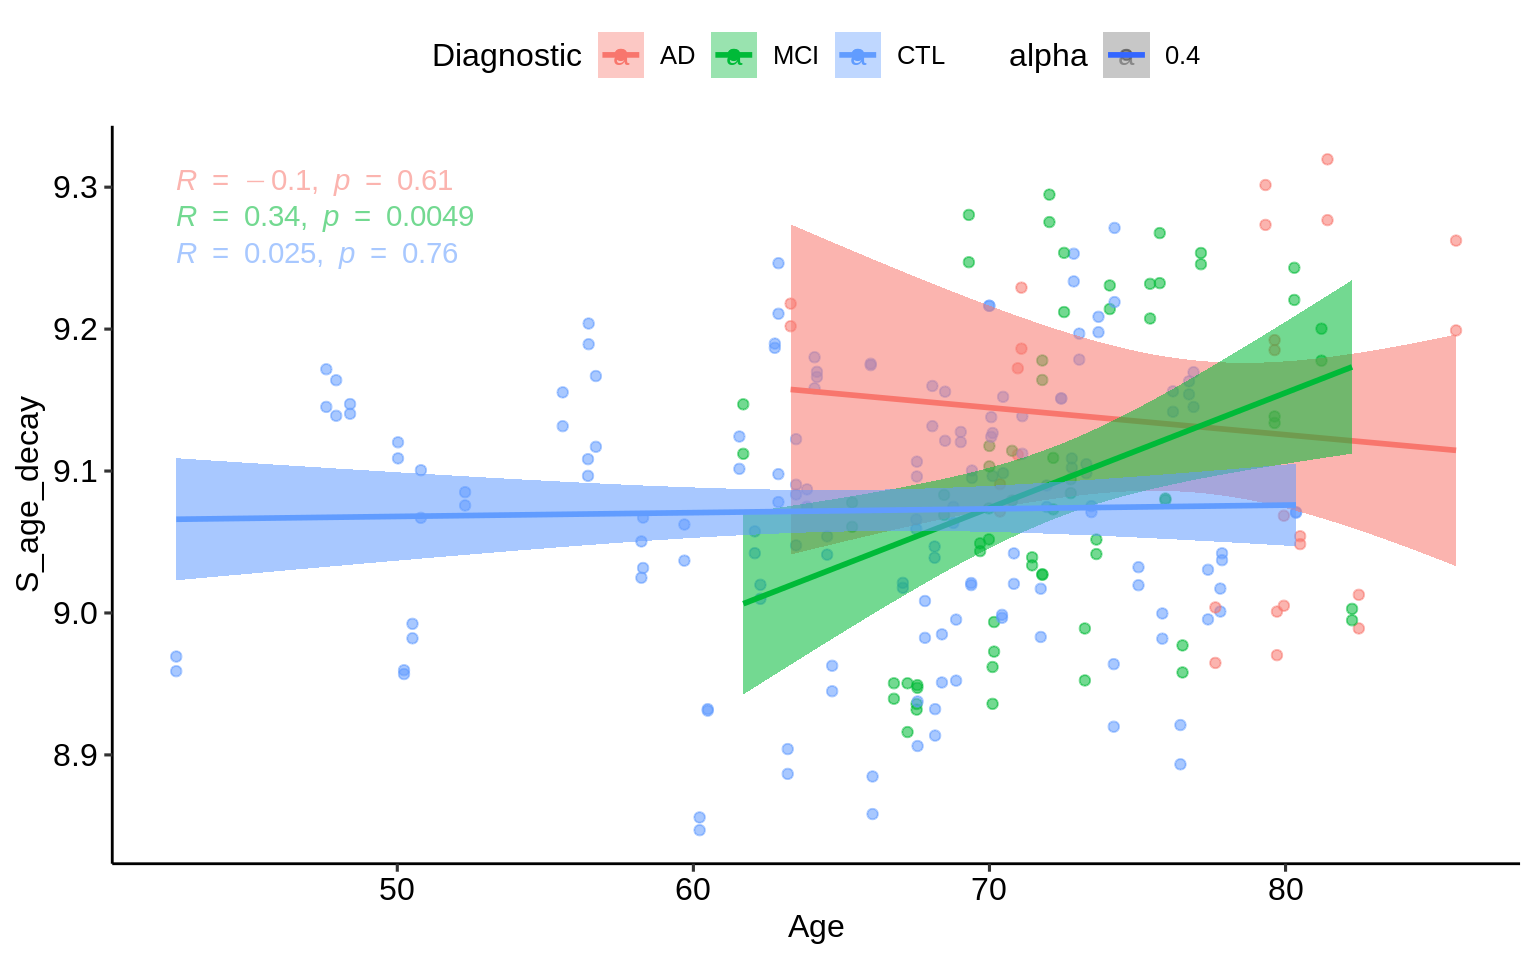 Diagnostic a AD a MCI a CTL alpha a 0.4
R = −0.1, p = 0.61
R = 0.34, p = 0.0049
R = 0.025, p = 0.76
S_age_decay
9.3
9.2
9.1
9.0
8.9
50 60 70 80
Age